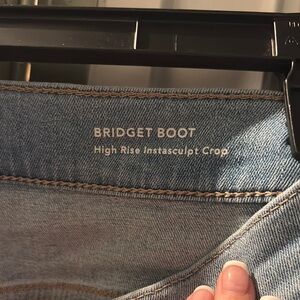 BRIDGET BOOT
High Rise Instasculpt Crop